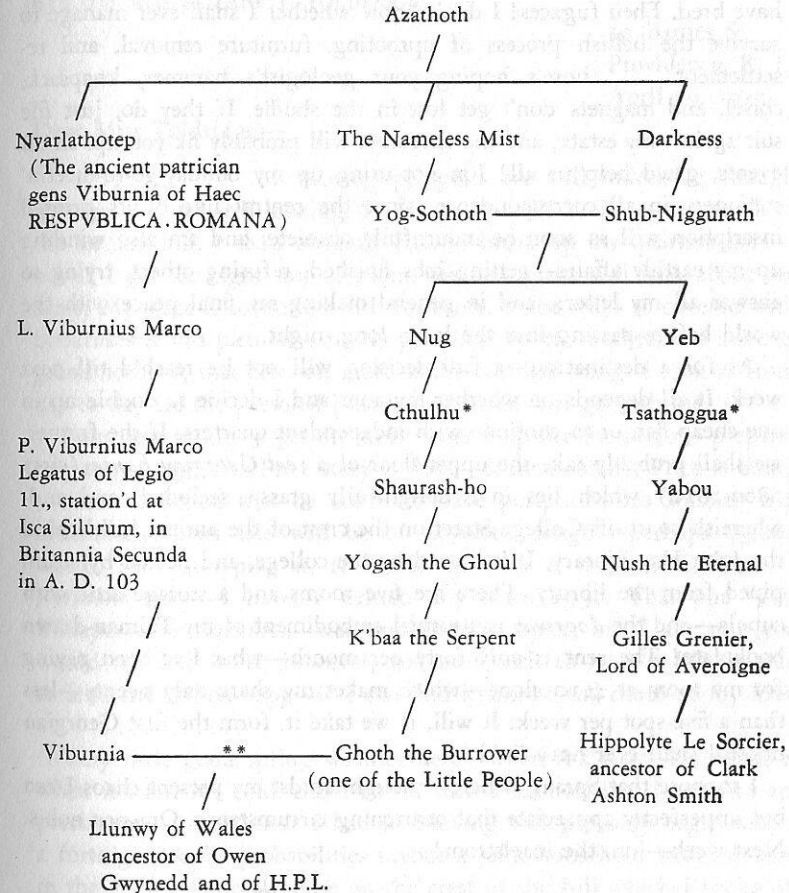 Azathoth
Nyarlathotep
(The ancient patrician
gens Viburnia of Haec
RESPVBLICA.ROMANA)
The Nameless Mist
Darkness
Yog-Sothoth
Shub-Niggurath
L. Viburnius Marco
Nug
Yeb
Cthulhu*
Tsathoggua*
P. Viburnius Marco
Legatus of Legio
11., station'd at
Isca Silurum, in
Britannia Secunda
in A. D. 103
Shaurash-ho
Yabou
Yogash the Ghoul
Nush the Eternal
K'baa the Serpent
Gilles Grenier,
Lord of Averoigne
Viburnia
**
Ghoth the Burrower
(one of the Little People)
Hippolyte Le Sorcier,
ancestor of Clark
Ashton Smith
Llunwy of Wales
ancestor of Owen
Gwynedd and of H.P.L.